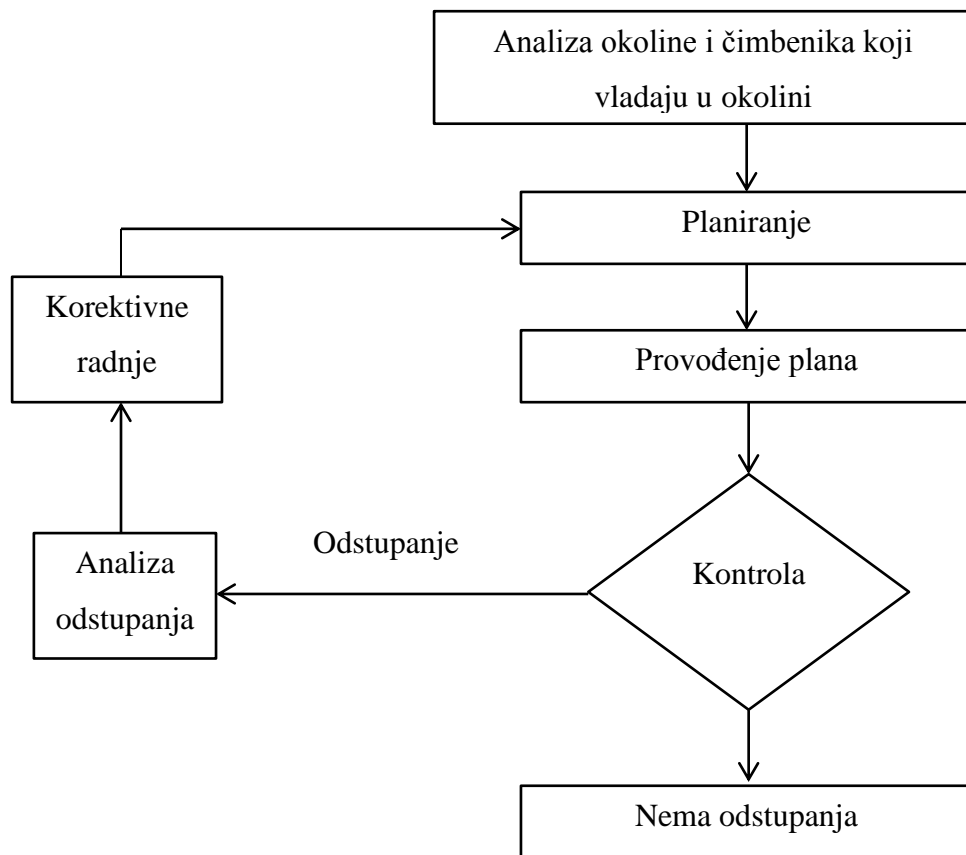 Analiza okoline i čimbenika koji
vladaju u okolini
Planiranje
Korektivne
radnje
Provođenje plana
Odstupanje
Analiza
odstupanja
Kontrola
Nema odstupanja